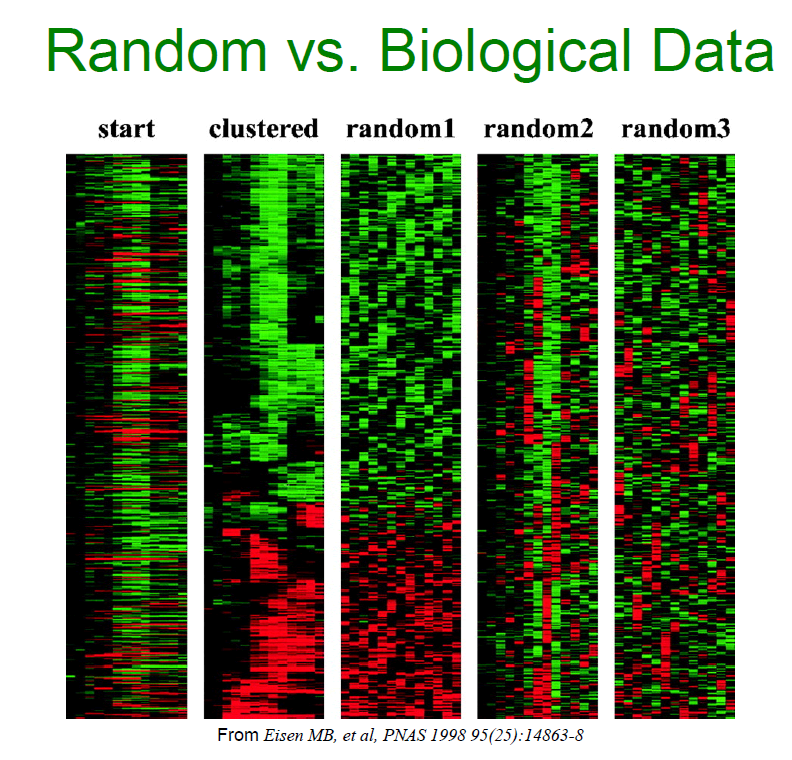 Random vs. Biological Data
start clustered random1 random2 random3
From Eisen MB, et al, PNAS 1998 95(25):14863-8